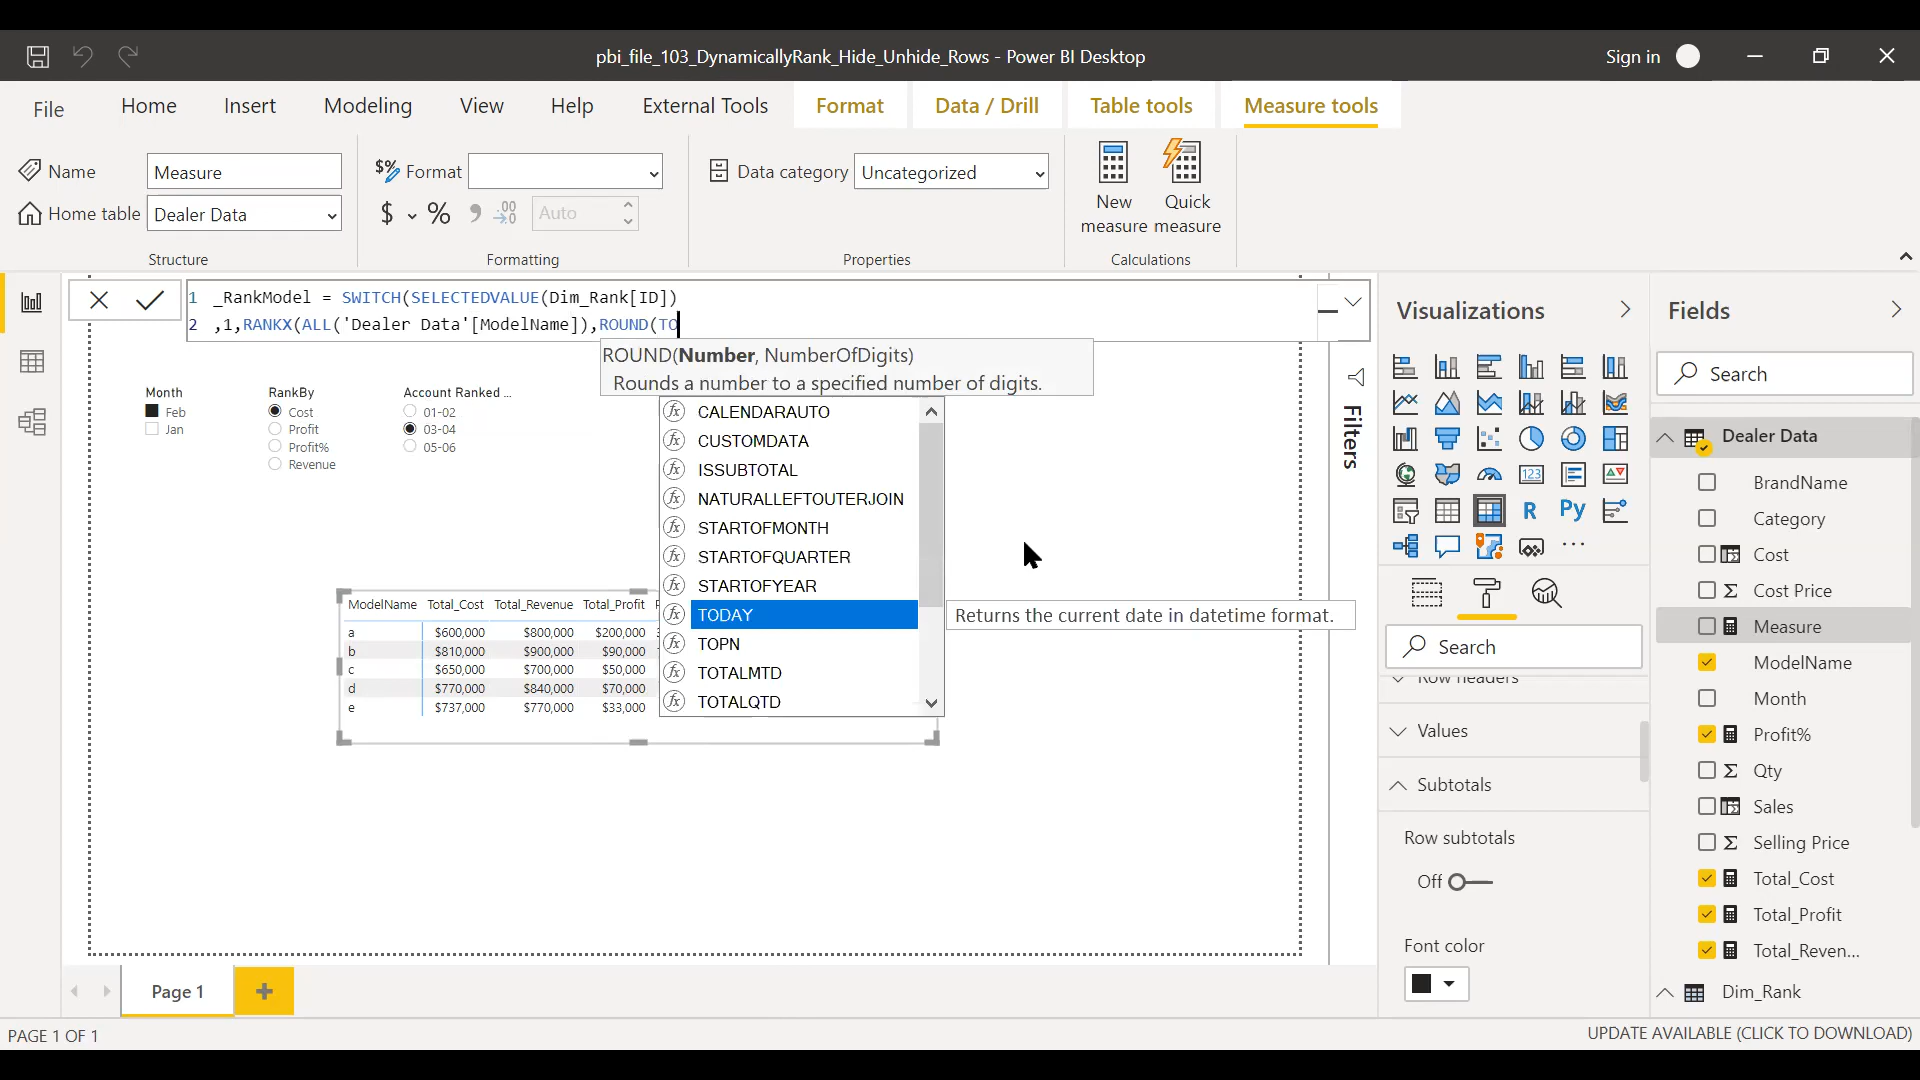 pbi_file_103_DynamicallyRank_Hide_Unhide_Rows - Power BI Desktop
Sign in
File Home Insert Modeling View Help External Tools Format Data / Drill Table tools Measure tools
Name Measure
Home table Dealer Data
Structure
$% Format
$ % 9 .00 Auto
Formatting
Data category Uncategorized
Properties
New measure
Quick measure
Calculations
1 _RankModel = SWITCH(SELECTEDVALUE(Dim_Rank[ID])
2 ,1,RANKX(ALL('Dealer Data'[ModelName]),ROUND(TO
ROUND(Number, NumberOfDigits)
Rounds a number to a specified number of digits.
CALENDARAUTO
CUSTOMDATA
ISSUBTOTAL
NATURALLEFTOUTERJOIN
STARTOFMONTH
STARTOFQUARTER
STARTOFYEAR
TODAY
Returns the current date in datetime format.
TOPN
TOTALMTD
TOTALQTD
Month
Feb
Jan
RankBy
Cost
Profit
Profit%
Revenue
Account Ranked ...
01-02
03-04
05-06
ModelName Total_Cost Total_Revenue Total_Profit
a $600,000 $800,000 $200,000
b $810,000 $900,000 $90,000
c $650,000 $700,000 $50,000
d $770,000 $840,000 $70,000
e $737,000 $770,000 $33,000
Filters
Visualizations
R Py
123
...
Search
Row headers
Values
Subtotals
Row subtotals
Off
Font color
Fields
Search
Dealer Data
BrandName
Category
Cost
Cost Price
Measure
ModelName
Month
Profit%
Qty
Sales
Selling Price
Total_Cost
Total_Profit
Total_Reven...
Dim_Rank
Page 1
PAGE 1 OF 1
UPDATE AVAILABLE (CLICK TO DOWNLOAD)